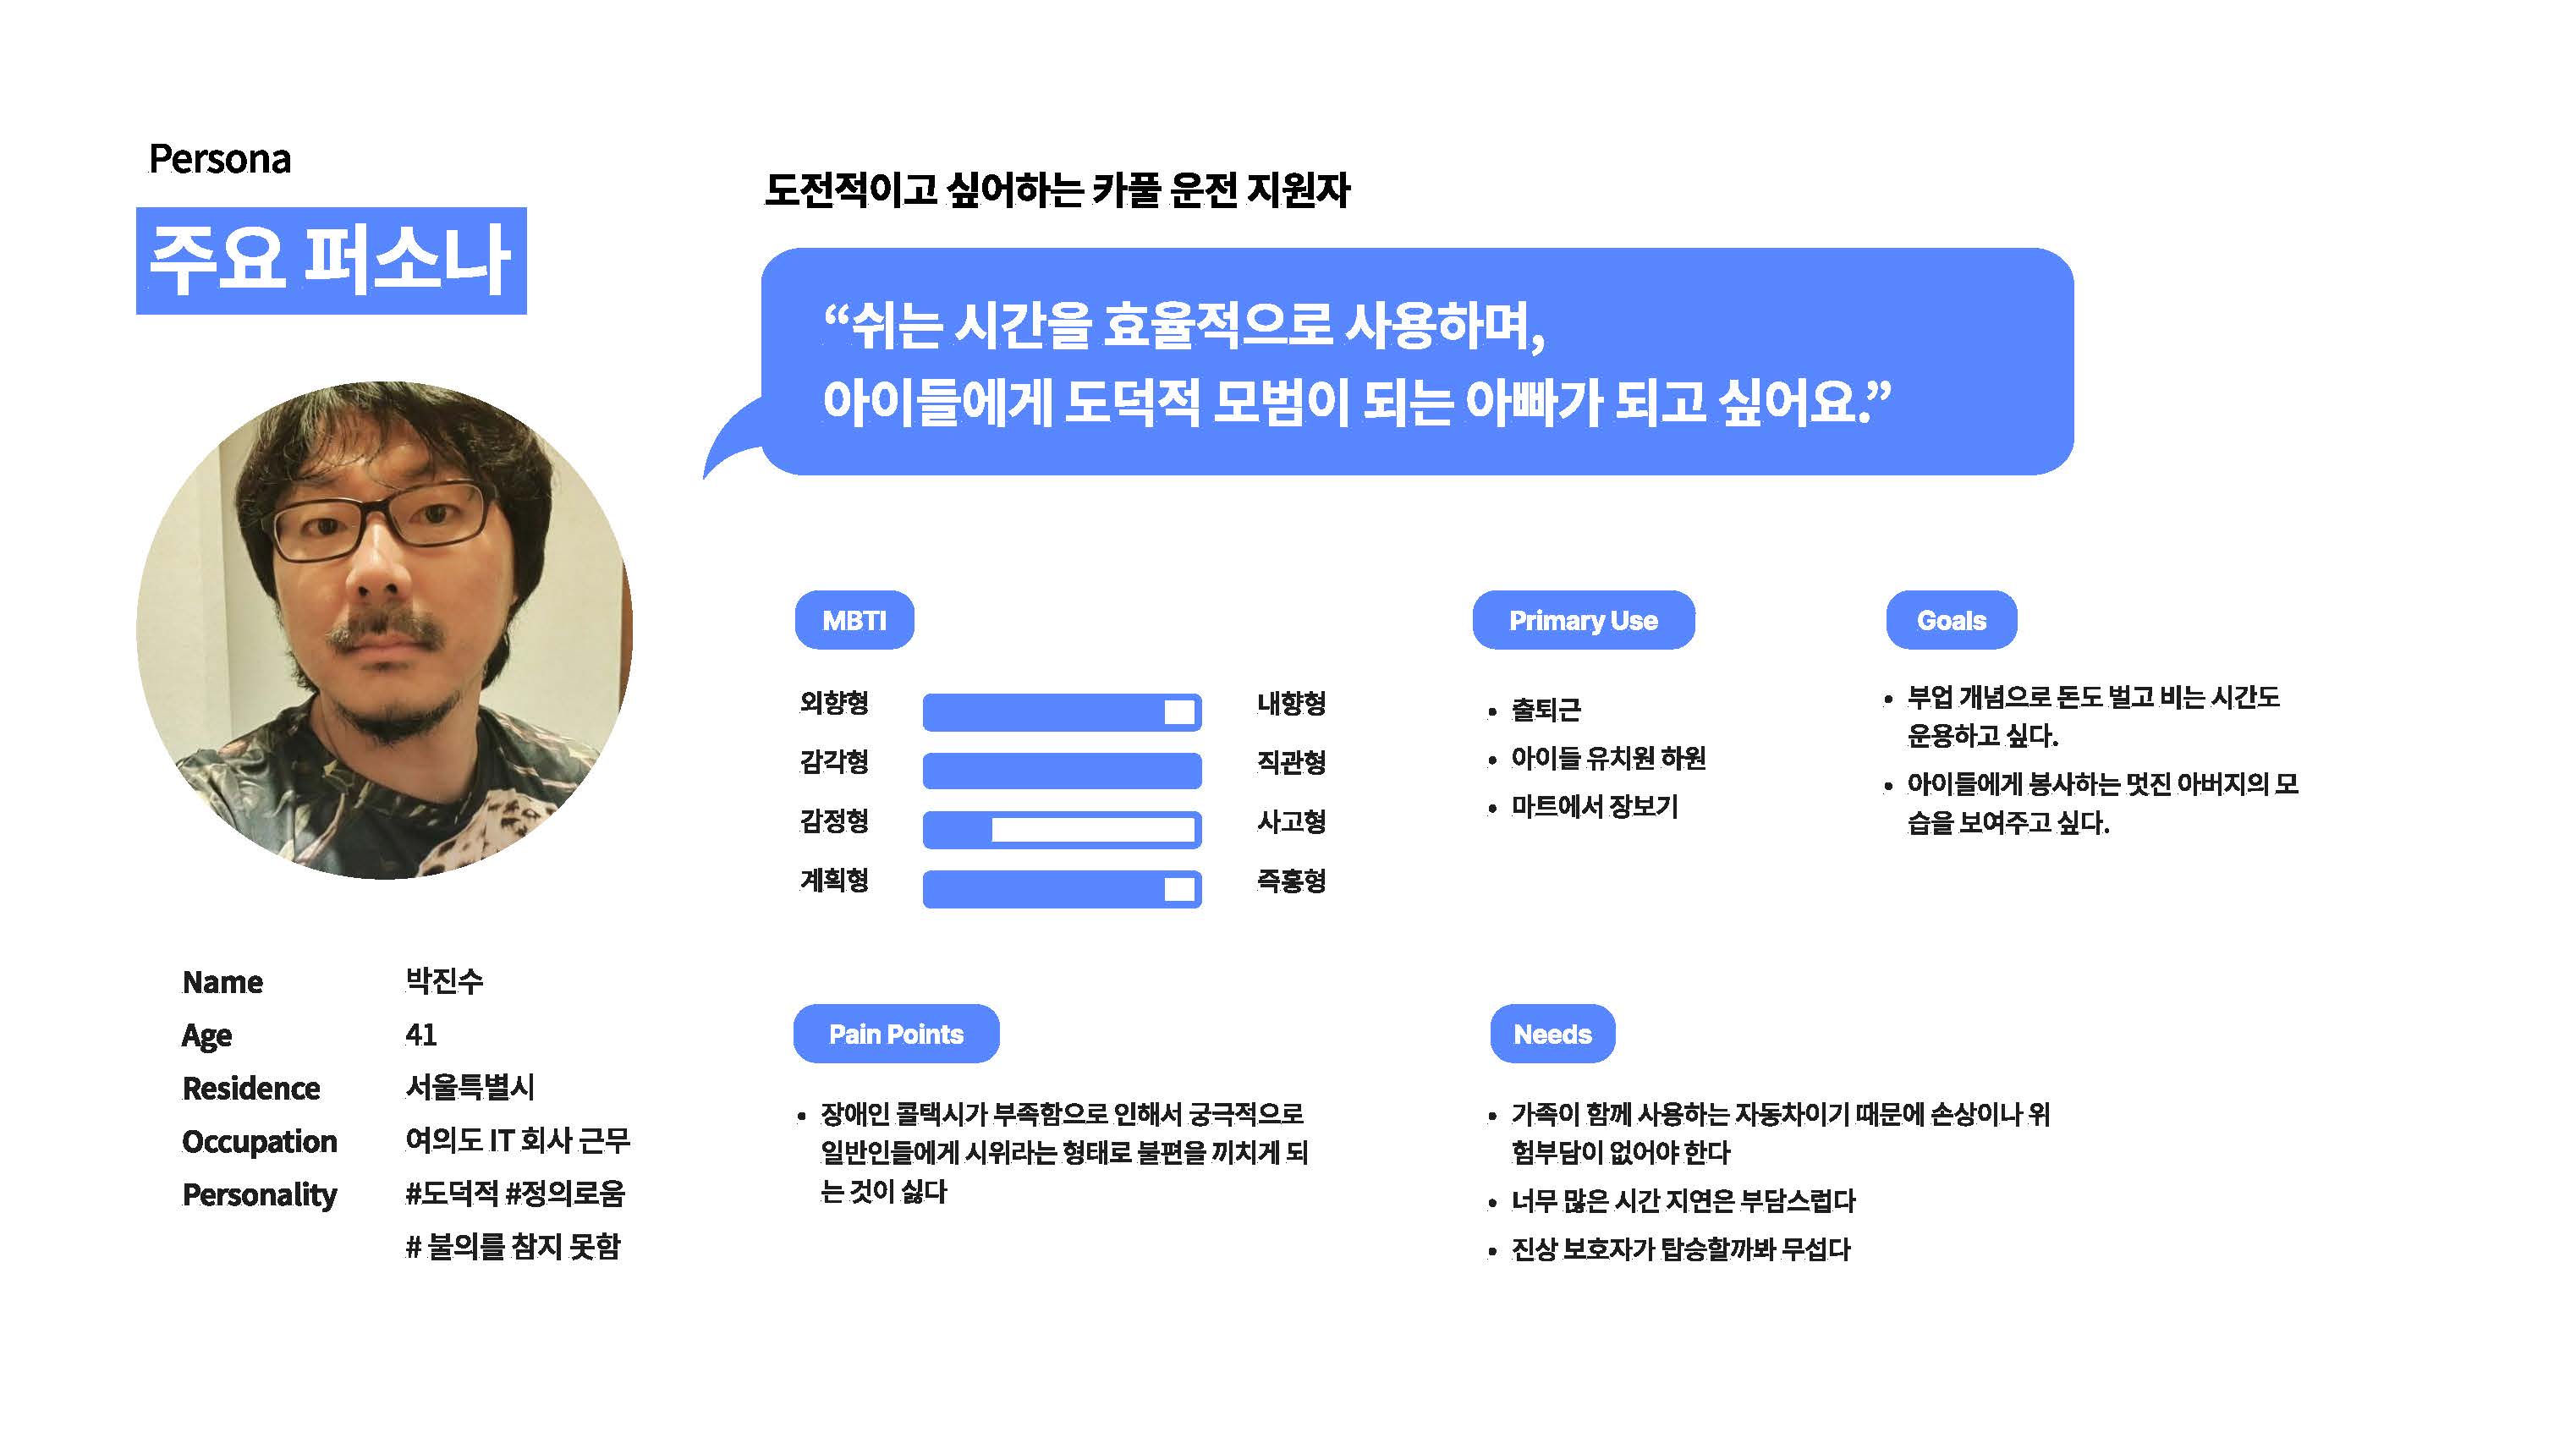 Persona
주요 퍼소나
도전적이고 싶어하는 카풀 운전 지원자
“쉬는 시간을 효율적으로 사용하며,
아이들에게 도덕적 모범이 되는 아빠가 되고 싶어요.”
Name 박진수
Age 41
Residence 서울특별시
Occupation 여의도 IT 회사 근무
Personality #도덕적 #정의로움
# 불의를 참지 못함
MBTI
외향형 내향형
감각형 직관형
감정형 사고형
계획형 즉흥형
Primary Use
• 출퇴근
• 아이들 유치원 하원
• 마트에서 장보기
Goals
• 부업 개념으로 돈도 벌고 비는 시간도
운용하고 싶다.
• 아이들에게 봉사하는 멋진 아버지의 모
습을 보여주고 싶다.
Pain Points
• 장애인 콜택시가 부족함으로 인해서 궁극적으로
일반인들에게 시위라는 형태로 불편을 끼치게 되
는 것이 싫다
Needs
• 가족이 함께 사용하는 자동차이기 때문에 손상이나 위
험부담이 없어야 한다
• 너무 많은 시간 지연은 부담스럽다
• 진상 보호자가 탑승할까봐 무섭다